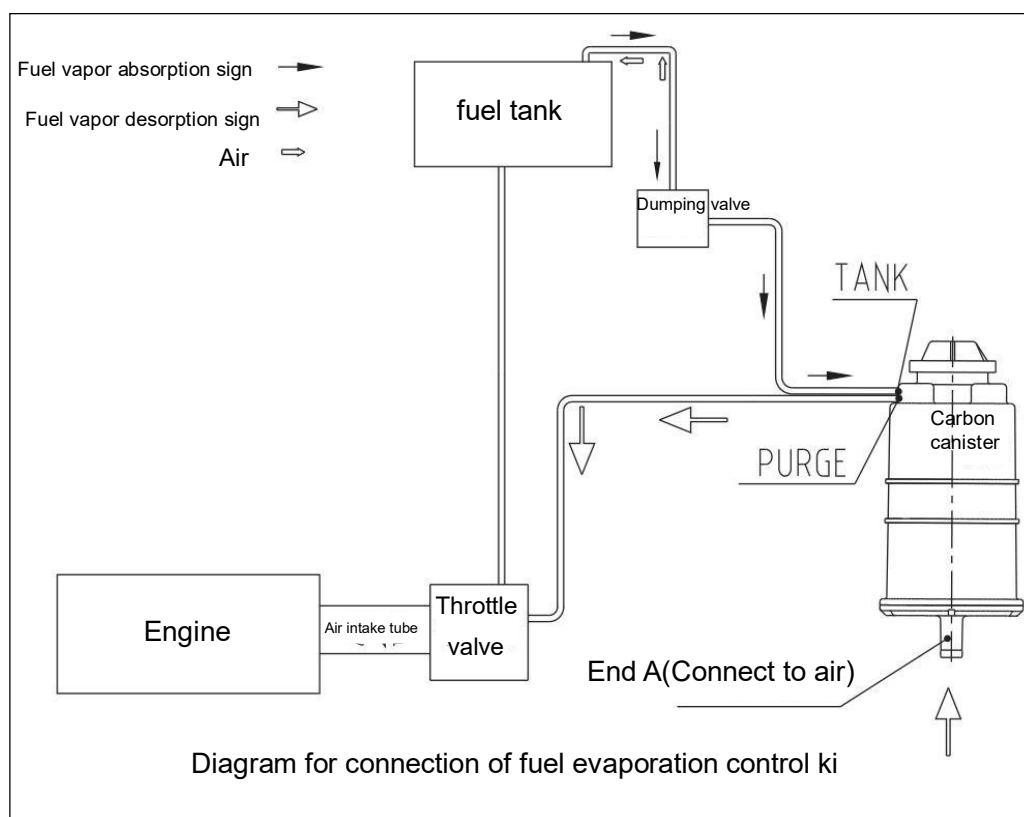 Fuel vapor absorption sign
Fuel vapor desorption sign
Air
fuel tank
Dumping valve
TANK
Carbon
cahister
PURGE
Engine
Air intake tube
Throttle
valve
End A(Connect to air)
Diagram for connection of fuel evaporation control ki